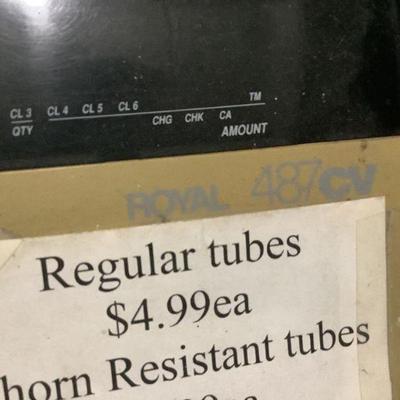 TM
CL 3 CL 4 CL 5 CL 6
CHG CHK CA
QTY AMOUNT
ROYAL 487CV
Regular tubes
$4.99ea
horn Resistant tubes